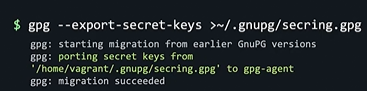 $ gpg --export-secret-keys >~/.gnupg/secring.gpg
gpg: starting migration from earlier GnuPG versions
gpg: porting secret keys from
'/home/vagrant/.gnupg/secring.gpg' to gpg-agent
gpg: migration succeeded